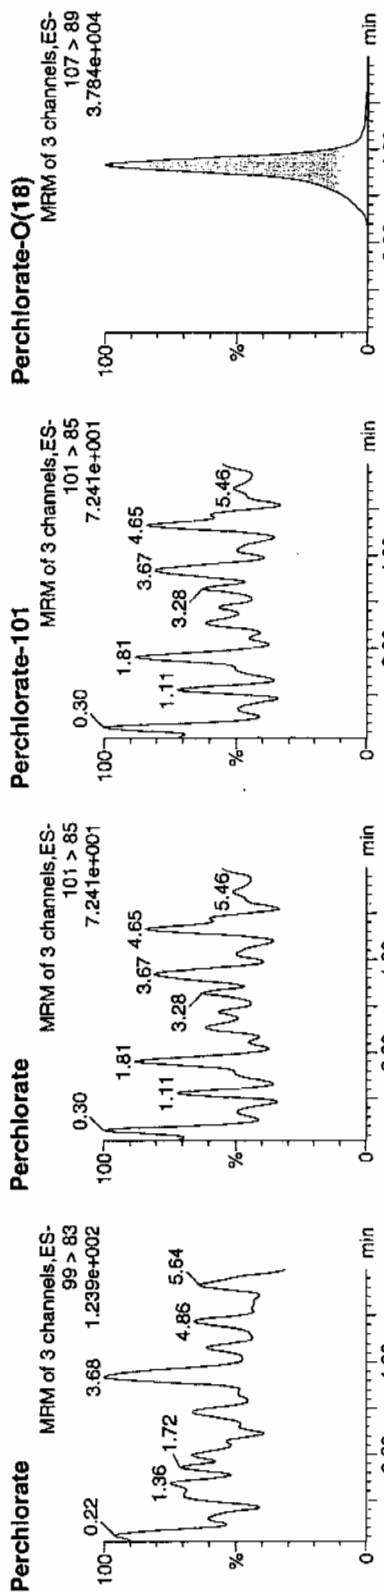 Perchlorate
MRM of 3 channels,ES-
99 > 83
1.239e+002
100
%
0
0.22
1.36
1.72
3.68
4.86
5.64
min
Perchlorate
MRM of 3 channels,ES-
101 > 85
7.241e+001
100
%
0
0.30
1.11
1.81
3.28
3.67
4.65
5.46
min
Perchlorate-101
MRM of 3 channels,ES-
101 > 85
7.241e+001
100
%
0
0.30
1.11
1.81
3.28
3.67
4.65
5.46
min
Perchlorate-O(18)
MRM of 3 channels,ES-
107 > 89
3.784e+004
100
%
0
min